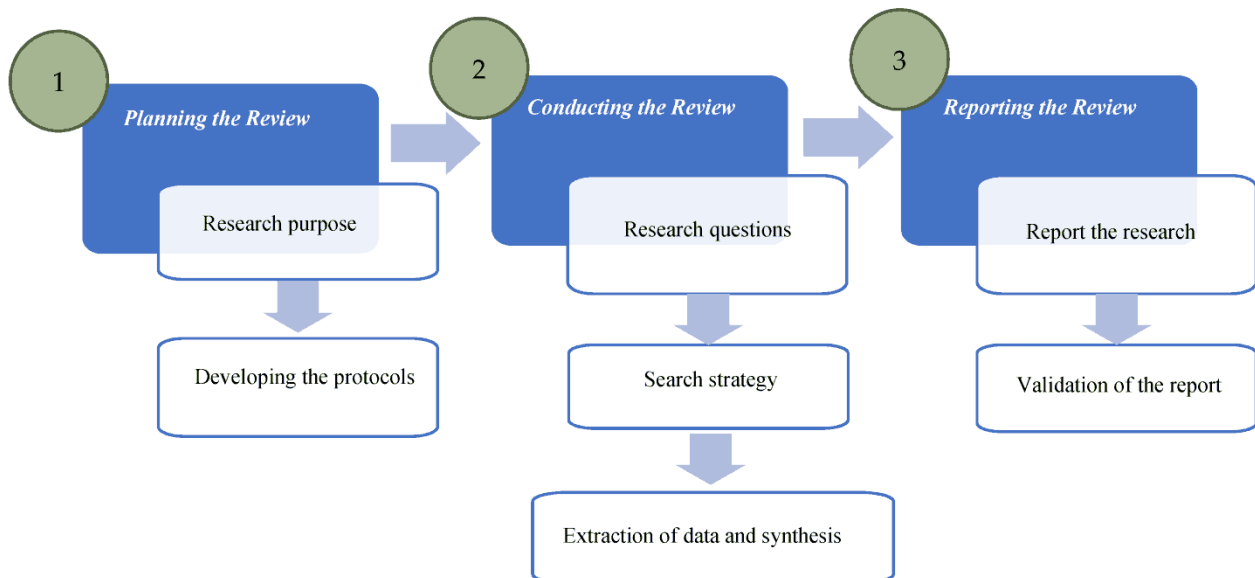 1
Planning the Review
Research purpose
Developing the protocols
2
Conducting the Review
Research questions
Search strategy
Extraction of data and synthesis
3
Reporting the Review
Report the research
Validation of the report